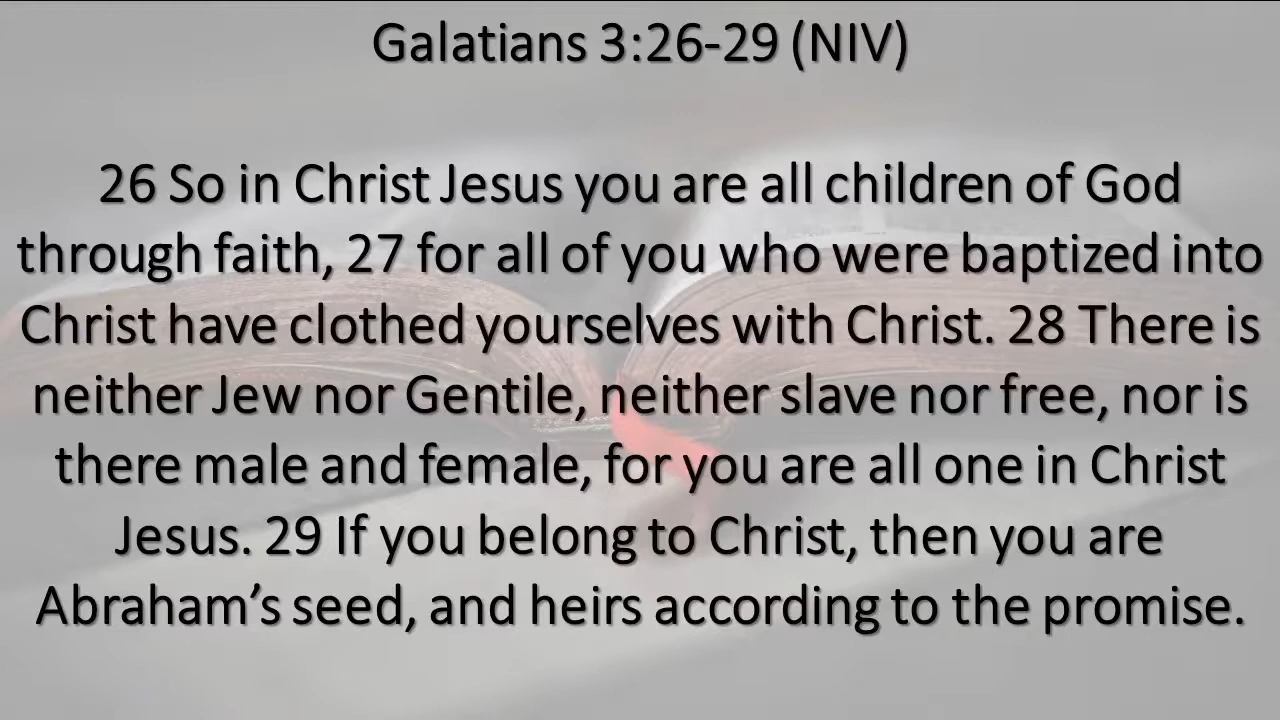 Galatians 3:26-29 (NIV)
26 So in Christ Jesus you are all children of God
through faith, 27 for all of you who were baptized into
Christ have clothed yourselves with Christ. 28 There is
neither Jew nor Gentile, neither slave nor free, nor is
there male and female, for you are all one in Christ
Jesus. 29 If you belong to Christ, then you are
Abraham’s seed, and heirs according to the promise.